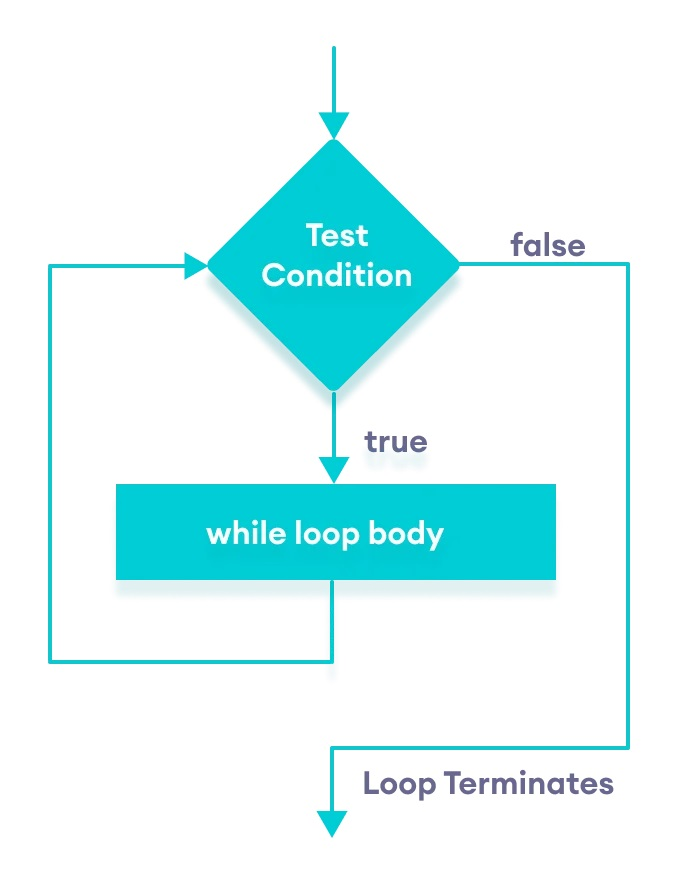 Test
Condition
false
true
while loop body
Loop Terminates